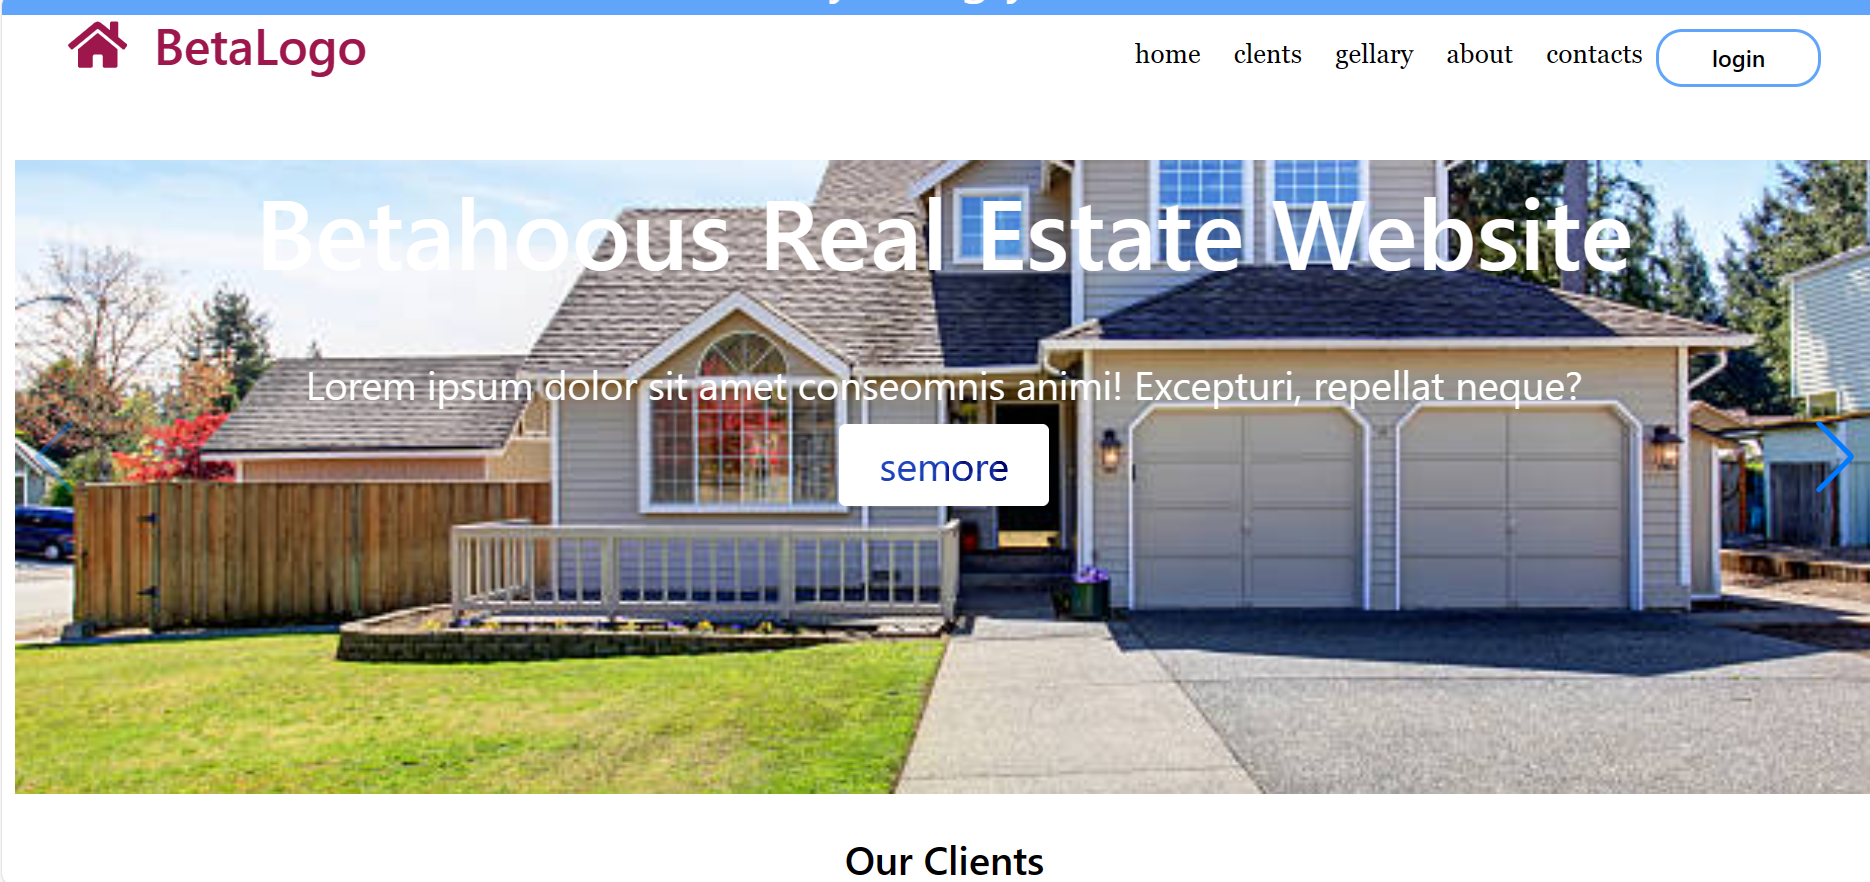 BetaLogo
home clents gellary about contacts login
Betahoous Real Estate Website
Lorem ipsum dolor sit amet conseomnis animi! Excepturi, repellat neque?
semore
Our Clients